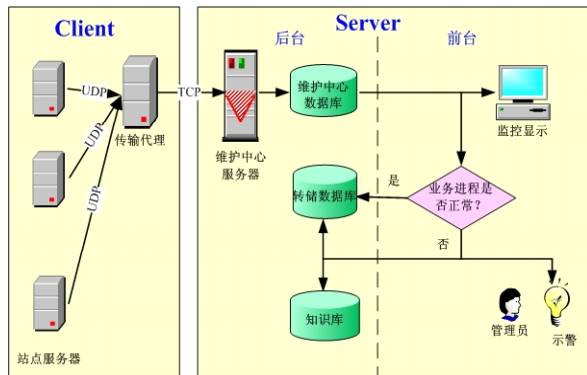 Client
Server
后台
前台
UDP
UDP
UDP
TCP
传输代理
维护中心
服务器
维护中心
数据库
监控显示
是
业务进程是
否正常?
转储数据库
否
知识库
管理员
示警
站点服务器